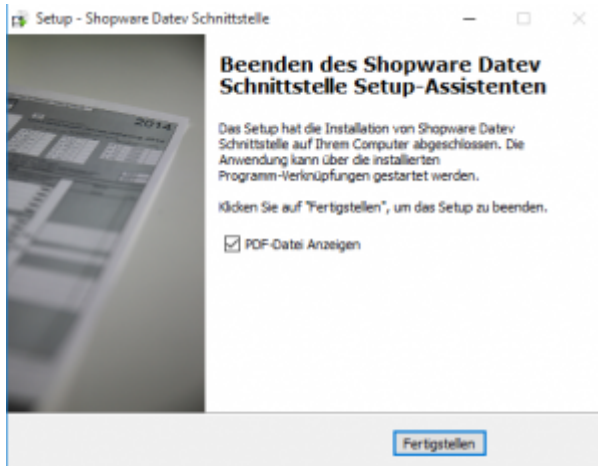 Setup - Shopware Datev Schnittstelle
Beenden des Shopware Datev
Schnittstelle Setup-Assistenten
2014
Das Setup hat die Installation von Shopware Datev
Schnittstelle auf Ihrem Computer abgeschlossen. Die
Anwendung kann über die installierten
Programm-Verknüpfungen gestartet werden.
Klicken Sie auf "Fertigstellen", um das Setup zu beenden.
PDF-Datei Anzeigen
Fertigstellen